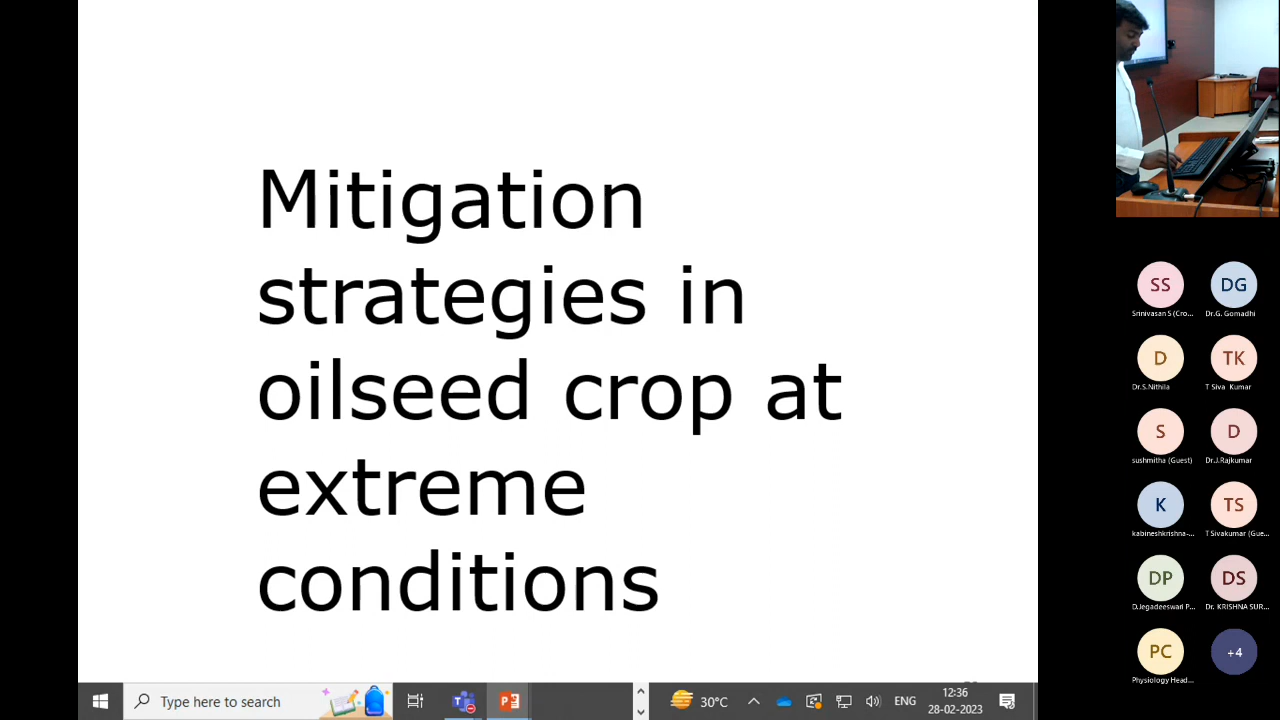 Mitigation
strategies in
oilseed crop at
extreme
conditions
SS
DG
Srinivasan S (Cro...
Dr.G. Gomadhi
D
TK
Dr.S.Nithila
T Siva Kumar
S
D
sushmitha (Guest)
Dr.J.Rajkumar
K
TS
kabineshkrishna-...
T Sivakumar (Gue...
DP
DS
D.Jegadeeswari P...
Dr. KRISHNA SUR...
PC
+4
Physiology Head...
Type here to search
30°C
ENG
12:36
28-02-2023